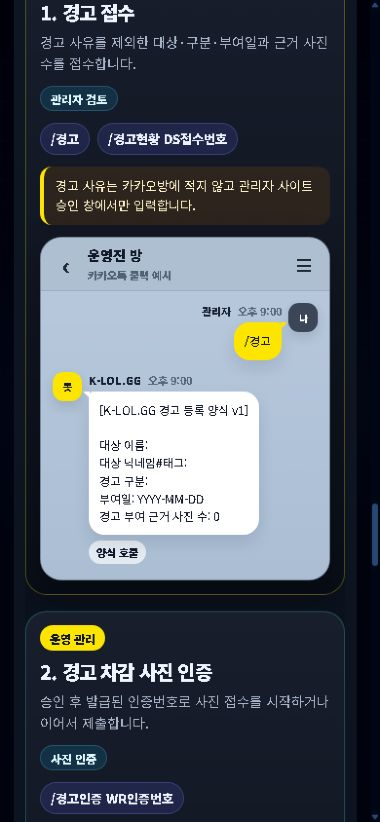 1. 경고 접수
경고 사유를 제외한 대상·구분·부여일과 근거 사진
수를 접수합니다.
관리자 검토
/경고 /경고현황 DS접수번호
경고 사유는 카카오방에 적지 않고 관리자 사이트
승인 창에서만 입력합니다.
운영진 방
카카오톡 클릭 예시
관리자 오후 9:00
나
/경고
봇
K-LOL.GG 오후 9:00
[K-LOL.GG 경고 등록 양식 v1]
대상 이름:
대상 닉네임#태그:
경고 구분:
부여일: YYYY-MM-DD
경고 부여 근거 사진 수: 0
양식 호출
운영 관리
2. 경고 차감 사진 인증
승인 후 발급된 인증번호로 사진 접수를 시작하거나
이어서 제출합니다.
사진 인증
/경고인증 WR인증번호